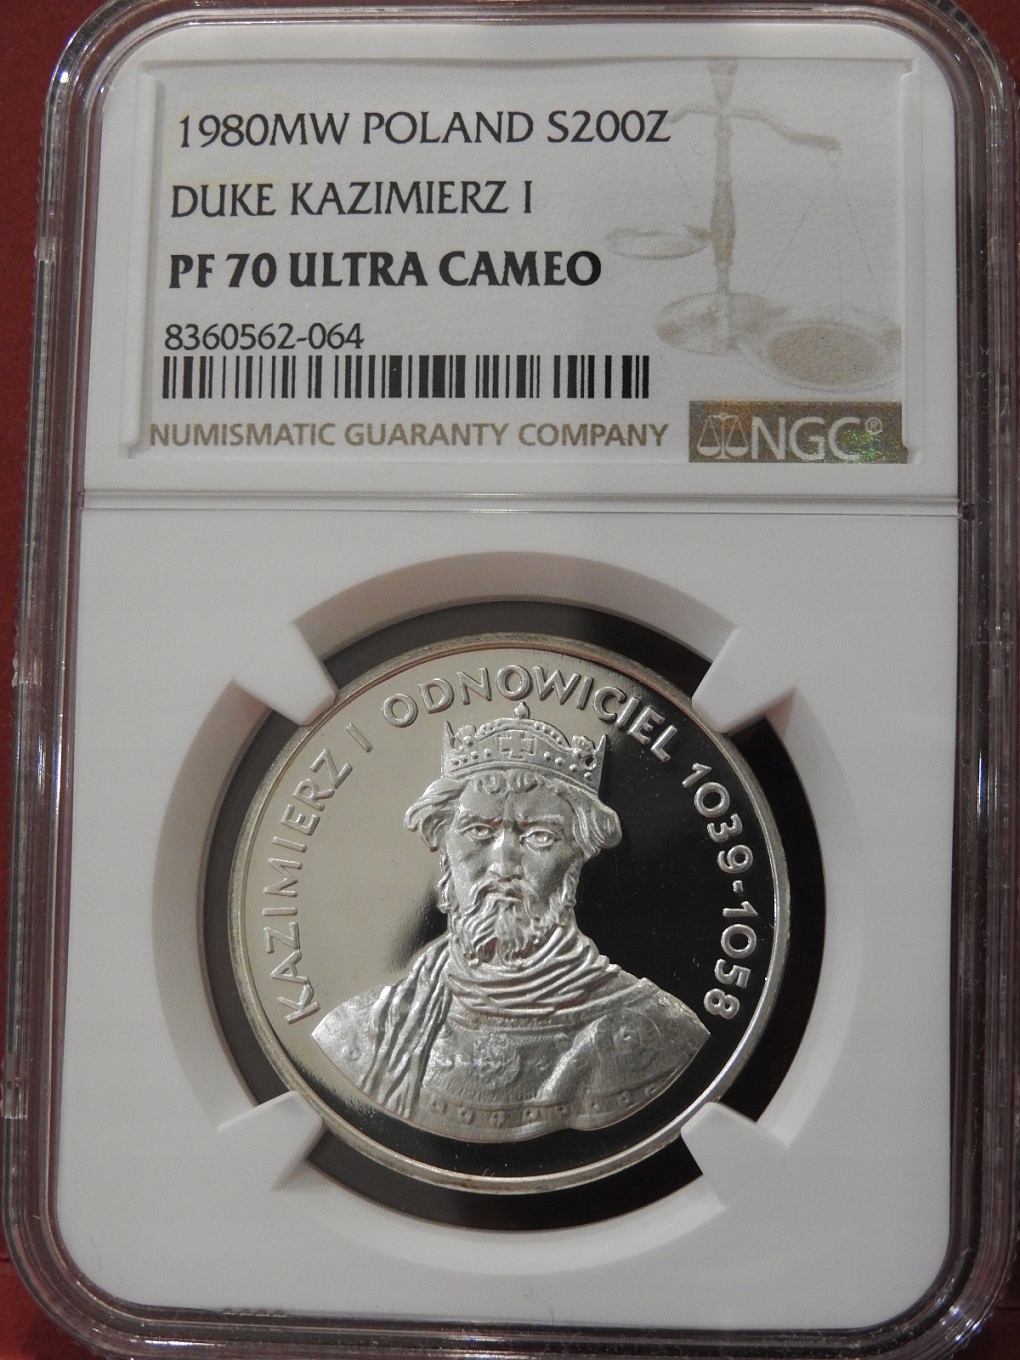 1980MW POLAND S200Z
DUKE KAZIMIERZ I
PF 70 ULTRA CAMEO
8360562-064
NUMISMATIC GUARANTY COMPANY
NGC®
KAZIMIERZ I ODNOWICIEL 1039-1058